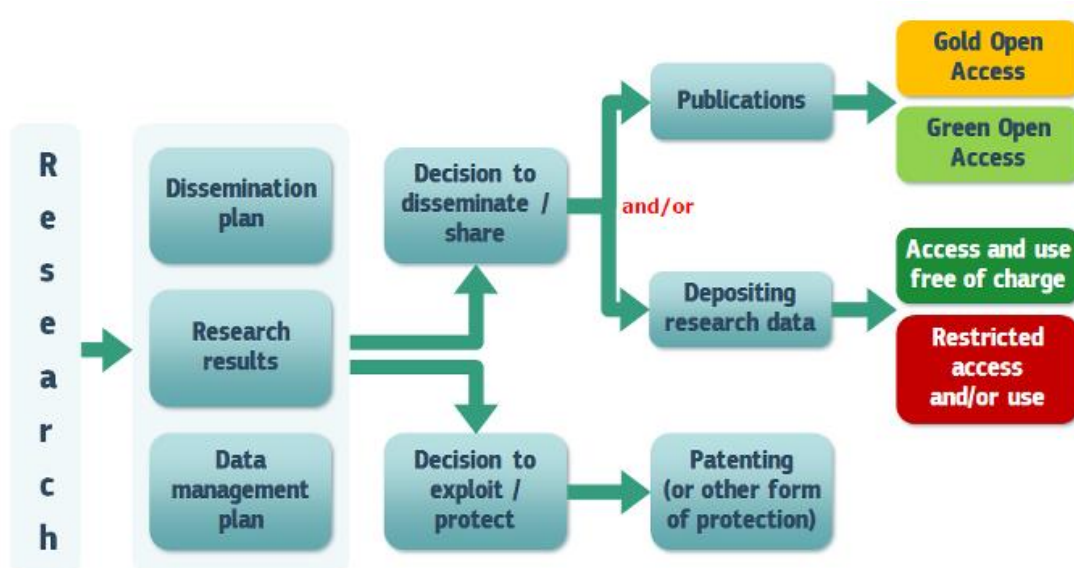 Research
Dissemination
plan
Research
results
Data
management
plan
Decision to
disseminate /
share
Decision to
exploit /
protect
and/or
Publications
Depositing
research data
Patenting
(or other form
of protection)
Gold Open
Access
Green Open
Access
Access and use
free of charge
Restricted
access
and/or use